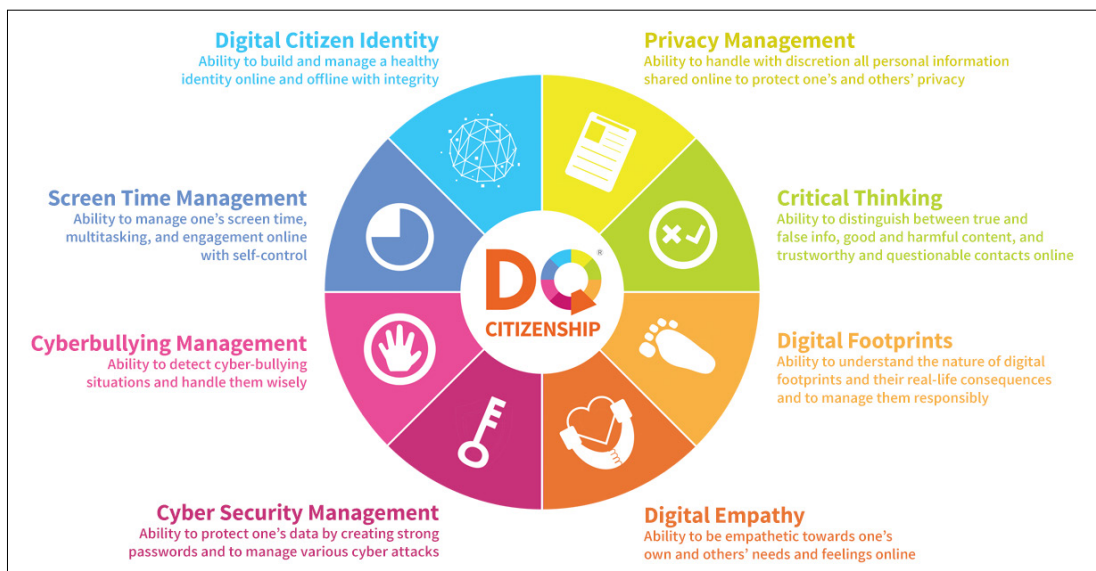 Digital Citizen Identity
Ability to build and manage a healthy
identity online and offline with integrity
Privacy Management
Ability to handle with discretion all personal information
shared online to protect one's and others' privacy
Screen Time Management
Ability to manage one's screen time,
multitasking, and engagement online
with self-control
Critical Thinking
Ability to distinguish between true and
false info, good and harmful content, and
trustworthy and questionable contacts online
DQ®
CITIZENSHIP
Cyberbullying Management
Ability to detect cyber-bullying
situations and handle them wisely
Digital Footprints
Ability to understand the nature of digital
footprints and their real-life consequences
and to manage them responsibly
Cyber Security Management
Ability to protect one's data by creating strong
passwords and to manage various cyber attacks
Digital Empathy
Ability to be empathetic towards one's
own and others' needs and feelings online